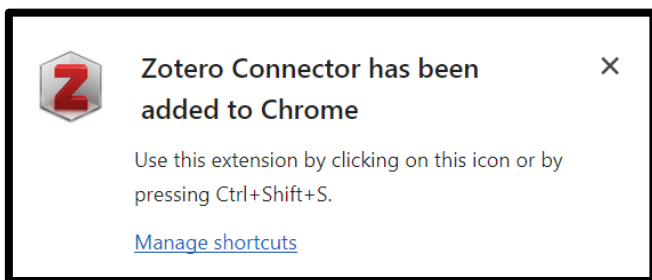 Z
Zotero Connector has been
added to Chrome
Use this extension by clicking on this icon or by
pressing Ctrl+Shift+S.
Manage shortcuts